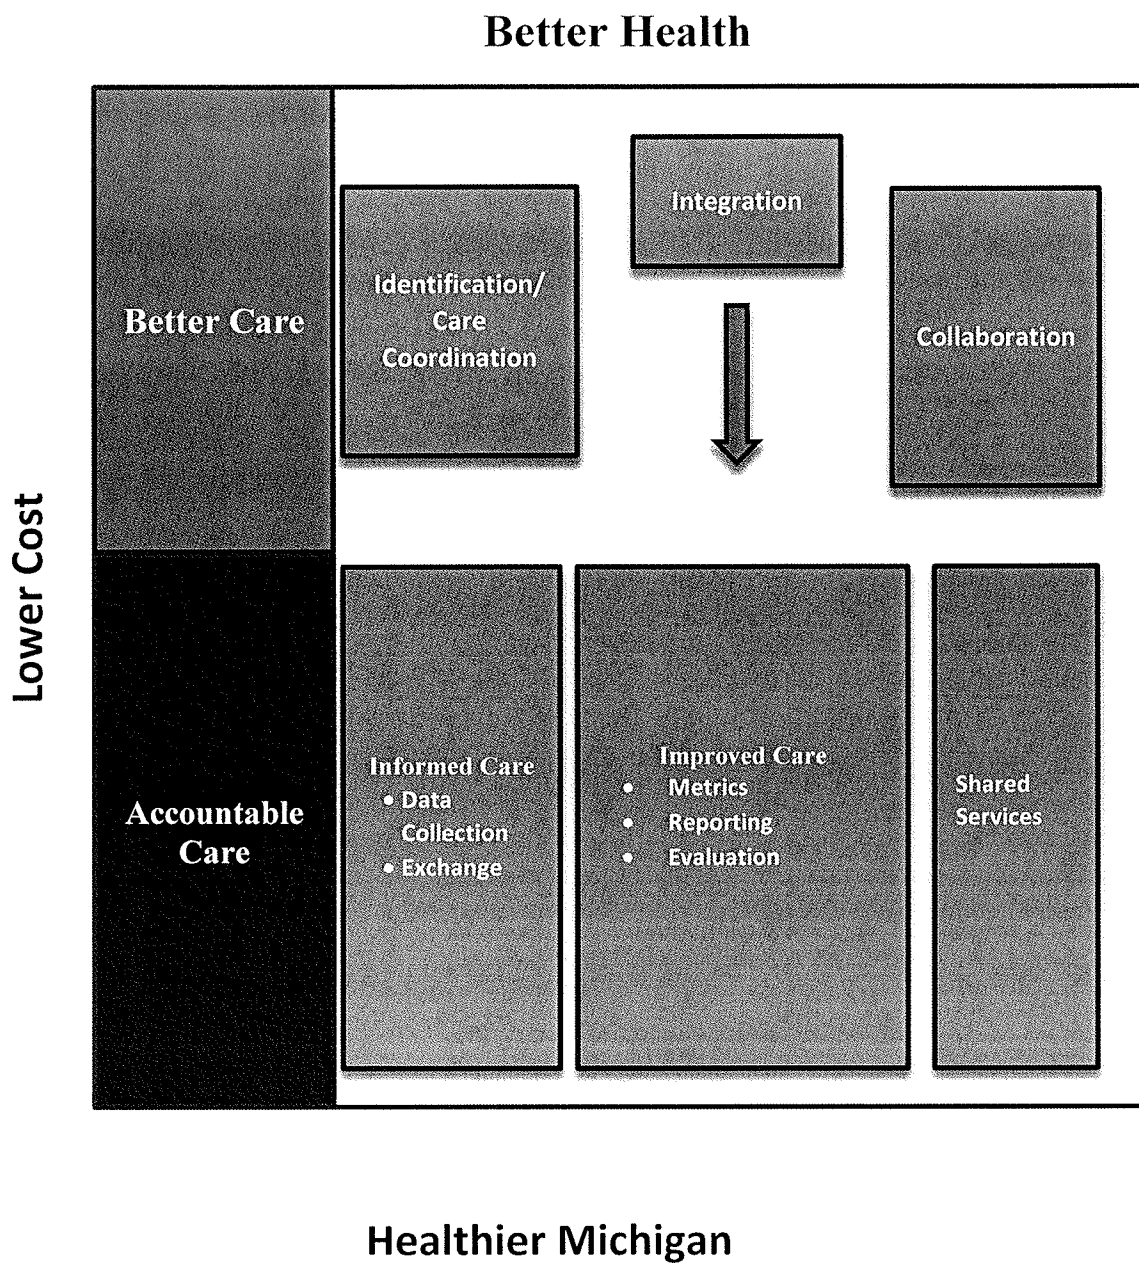 Better Health
Lower Cost
Better Care
Identification/
Care
Coordination
Integration
Collaboration
Accountable
Care
Informed Care
• Data
Collection
• Exchange
Improved Care
• Metrics
• Reporting
• Evaluation
Shared
Services
Healthier Michigan